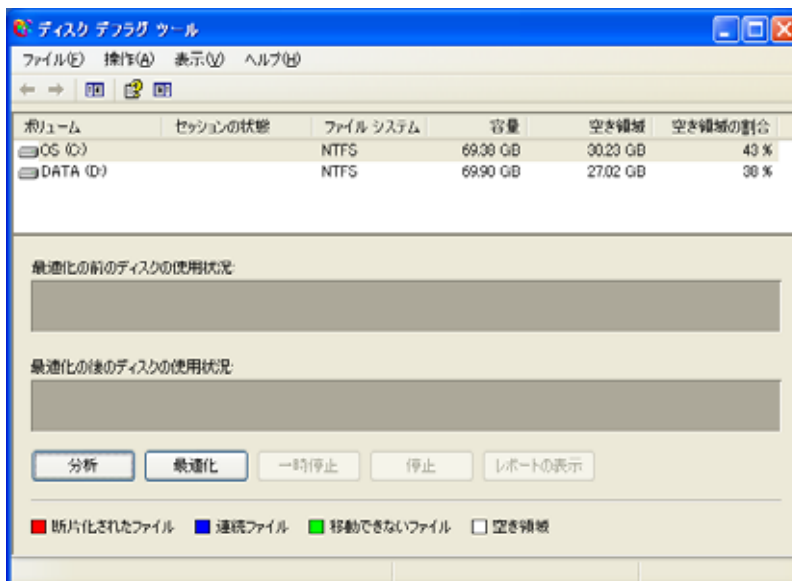 ディスク デフラグ ツール
ファイル(F) 操作(A) 表示(V) ヘルプ(H)
ボリューム セッションの状態 ファイル システム 容量 空き領域 空き領域の割合
OS (C:) NTFS 69.38 GB 30.23 GB 43 %
DATA (D:) NTFS 69.90 GB 27.02 GB 38 %
最適化の前のディスクの使用状況:
最適化の後のディスクの使用状況:
分析 最適化 一時停止 停止 レポートの表示
断片化されたファイル 連続ファイル 移動できないファイル 空き領域